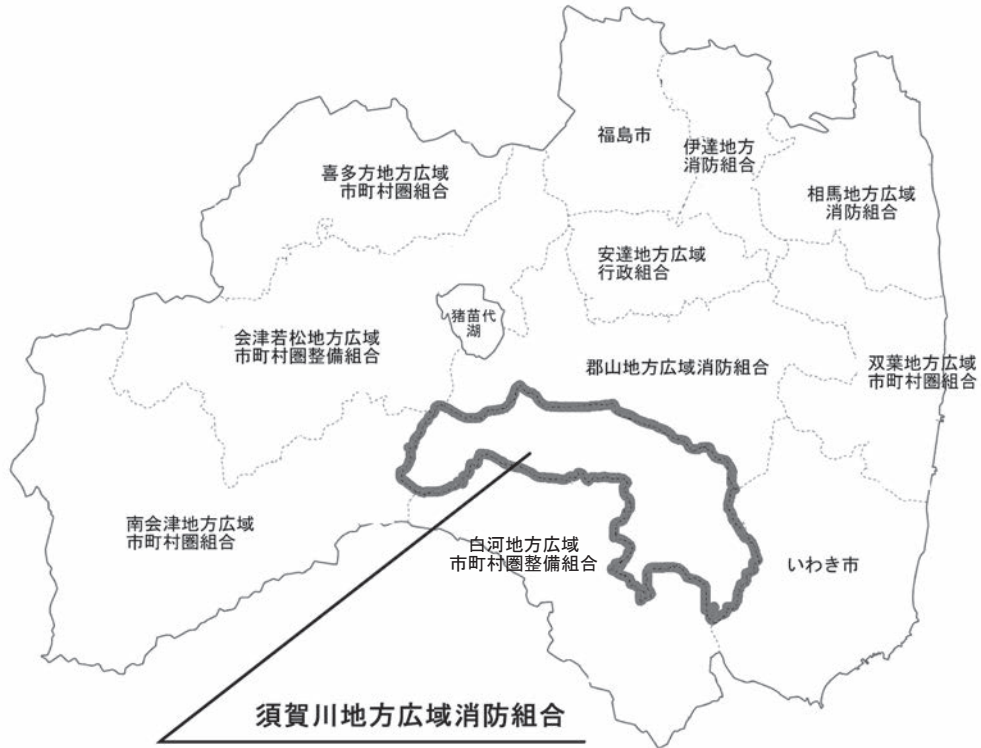 福島市
伊達地方
消防組合
喜多方地方広域
市町村圏組合
相馬地方広域
消防組合
安達地方広域
行政組合
猪苗代
湖
会津若松地方広域
市町村圏整備組合
郡山地方広域消防組合
双葉地方広域
市町村圏組合
南会津地方広域
市町村圏組合
白河地方広域
市町村圏整備組合
いわき市
須賀川地方広域消防組合